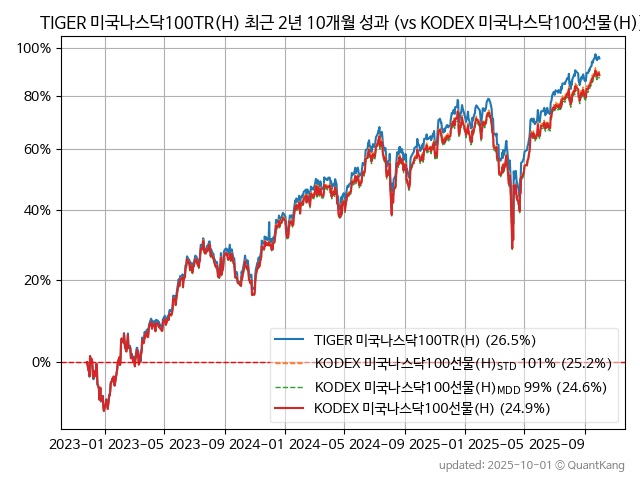 TIGER 미국나스닥100TR(H) 최근 2년 10개월 성과 (vs KODEX 미국나스닥100선물(H))
100%
80%
60%
40%
20%
0%
TIGER 미국나스닥100TR(H) (26.5%)
KODEX 미국나스닥100선물(H)STD 101% (25.2%)
KODEX 미국나스닥100선물(H)MDD 99% (24.6%)
KODEX 미국나스닥100선물(H) (24.9%)
2023-01 2023-05 2023-09 2024-01 2024-05 2024-09 2025-01 2025-05 2025-09
updated: 2025-10-01 © QuantKang